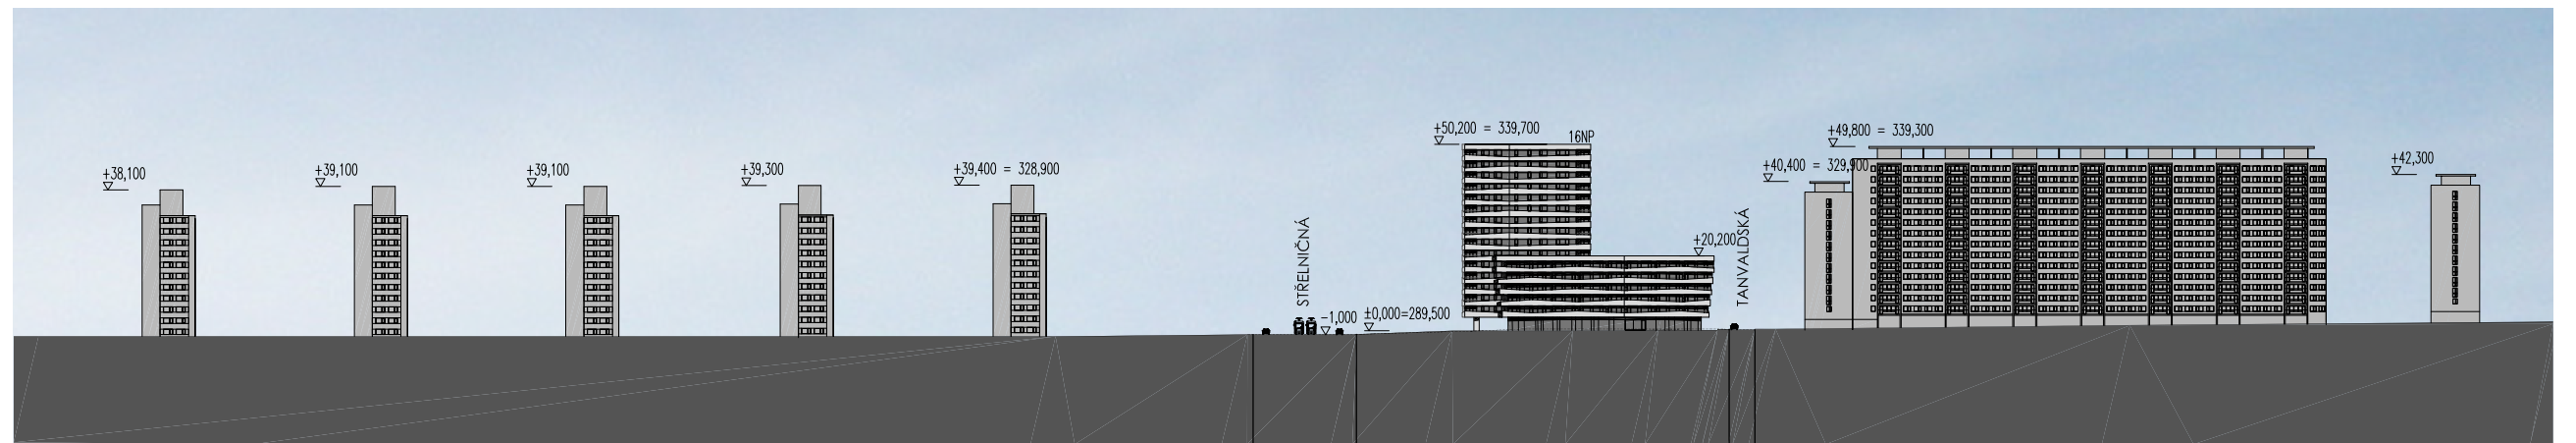 +38,100
+39,100
+39,100
+39,300
+39,400 = 328,900
STŘELNIČNÁ
-1,000
±0,000=289,500
+50,200 = 339,700
16NP
+20,200
TANVALDSKÁ
+49,800 = 339,300
+40,400 = 329,900
+42,300